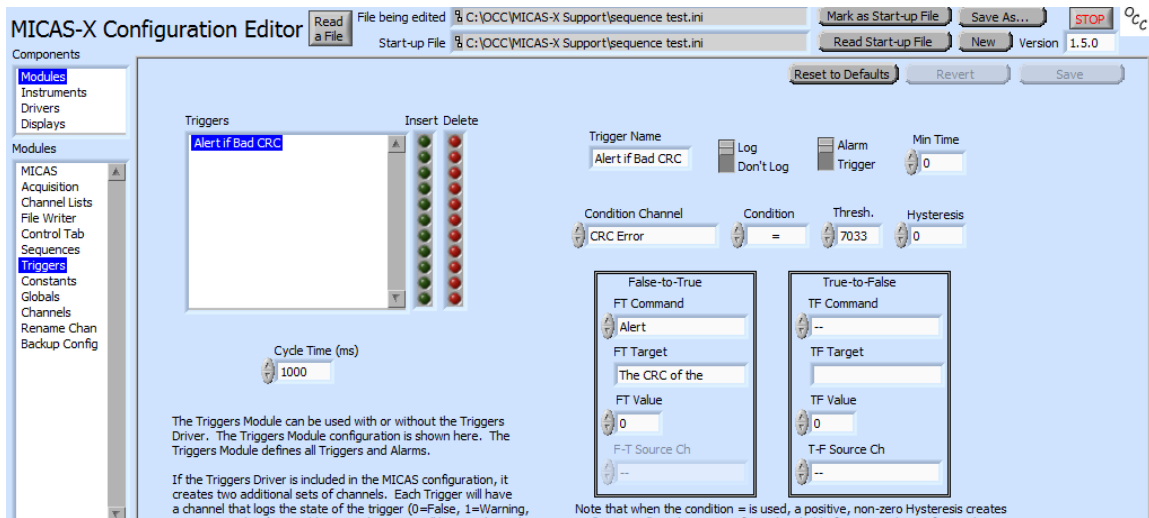 MICAS-X Configuration Editor
Read a File
File being edited C:\OCC\MICAS-X Support\sequence test.ini
Mark as Start-up File
Save As...
STOP
OCC
Start-up File C:\OCC\MICAS-X Support\sequence test.ini
Read Start-up File
New
Version 1.5.0
Components
Modules
Instruments
Drivers
Displays
Reset to Defaults
Revert
Save
Modules
MICAS
Acquisition
Channel Lists
File Writer
Control Tab
Sequences
Triggers
Constants
Globals
Channels
Rename Chan
Backup Config
Triggers
Insert Delete
Alert if Bad CRC
Cycle Time (ms)
1000
The Triggers Module can be used with or without the Triggers
Driver. The Triggers Module configuration is shown here. The
Triggers Module defines all Triggers and Alarms.
If the Triggers Driver is included in the MICAS configuration, it
creates two additional sets of channels. Each Trigger will have
a channel that logs the state of the trigger (0=False, 1=Warning,
Trigger Name
Alert if Bad CRC
Log
Don't Log
Alarm
Trigger
Min Time
0
Condition Channel
CRC Error
Condition
=
Thresh.
7033
Hysteresis
0
False-to-True
FT Command
Alert
FT Target
The CRC of the
FT Value
0
F-T Source Ch
--
True-to-False
TF Command
--
TF Target
TF Value
0
T-F Source Ch
--
Note that when the condition = is used, a positive, non-zero Hysteresis creates